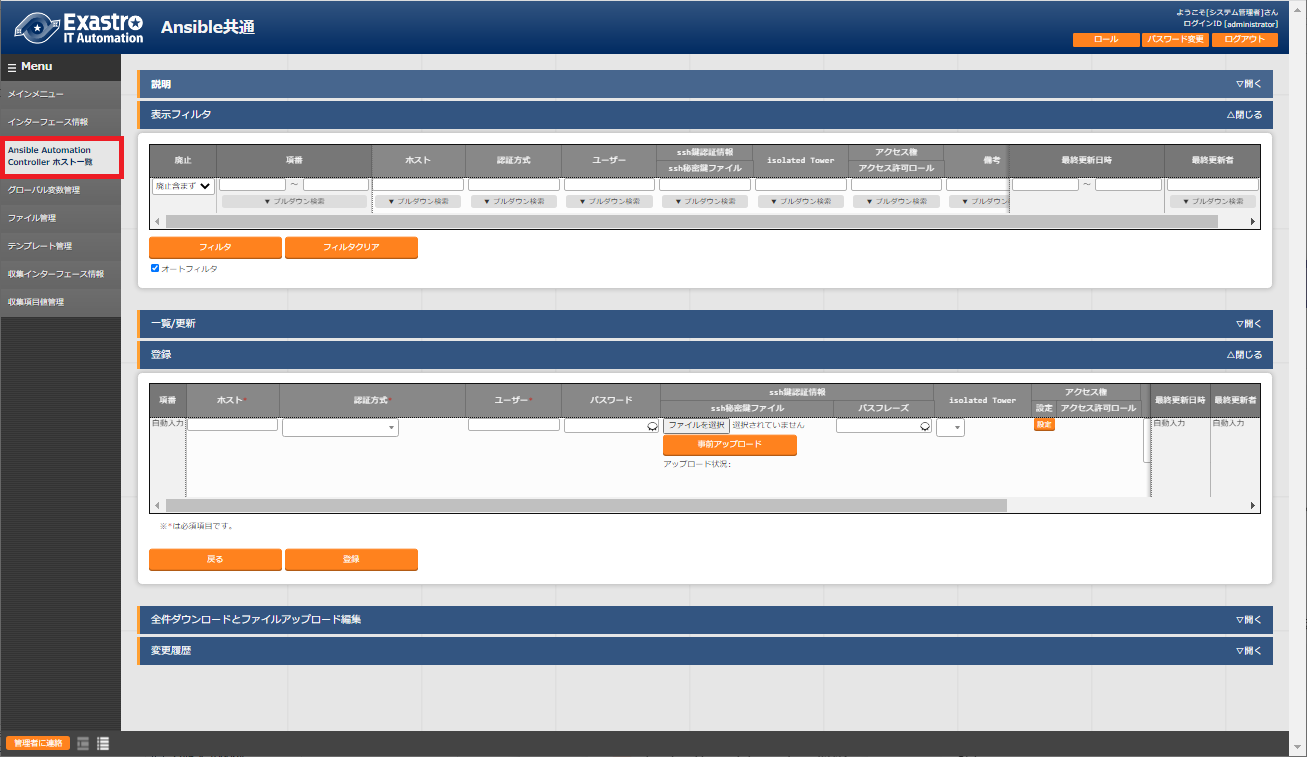 Exastro
IT Automation
Ansible共通
ようこそ[システム管理者]さん
ログインID [administrator]
ロール
パスワード変更
ログアウト
Menu
メインメニュー
インターフェース情報
Ansible Automation
Controller ホスト一覧
グローバル変数管理
ファイル管理
テンプレート管理
収集インターフェース情報
収集項目値管理
説明
▽開く
表示フィルタ
△閉じる
廃止
項番
ホスト
認証方式
ユーザー
ssh鍵認証情報
ssh秘密鍵ファイル
isolated Tower
アクセス権
アクセス許可ロール
備考
最終更新日時
最終更新者
廃止含まず
～
～
▼ プルダウン検索
▼ プルダウン検索
▼ プルダウン検索
▼ プルダウン検索
▼ プルダウン検索
▼ プルダウン検索
▼ プルダウン検索
▼ プルダウン
▼ プルダウン検索
フィルタ
フィルタクリア
オートフィルタ
一覧/更新
▽開く
登録
△閉じる
項番
ホスト*
認証方式*
ユーザー*
パスワード
ssh鍵認証情報
ssh秘密鍵ファイル
パスフレーズ
isolated Tower
アクセス権
設定
アクセス許可ロール
最終更新日時
最終更新者
自動入力
ファイルを選択 選択されていません
設定
自動入力
自動入力
事前アップロード
アップロード状況:
※*は必須項目です。
戻る
登録
全件ダウンロードとファイルアップロード編集
▽開く
変更履歴
▽開く
管理者に連絡